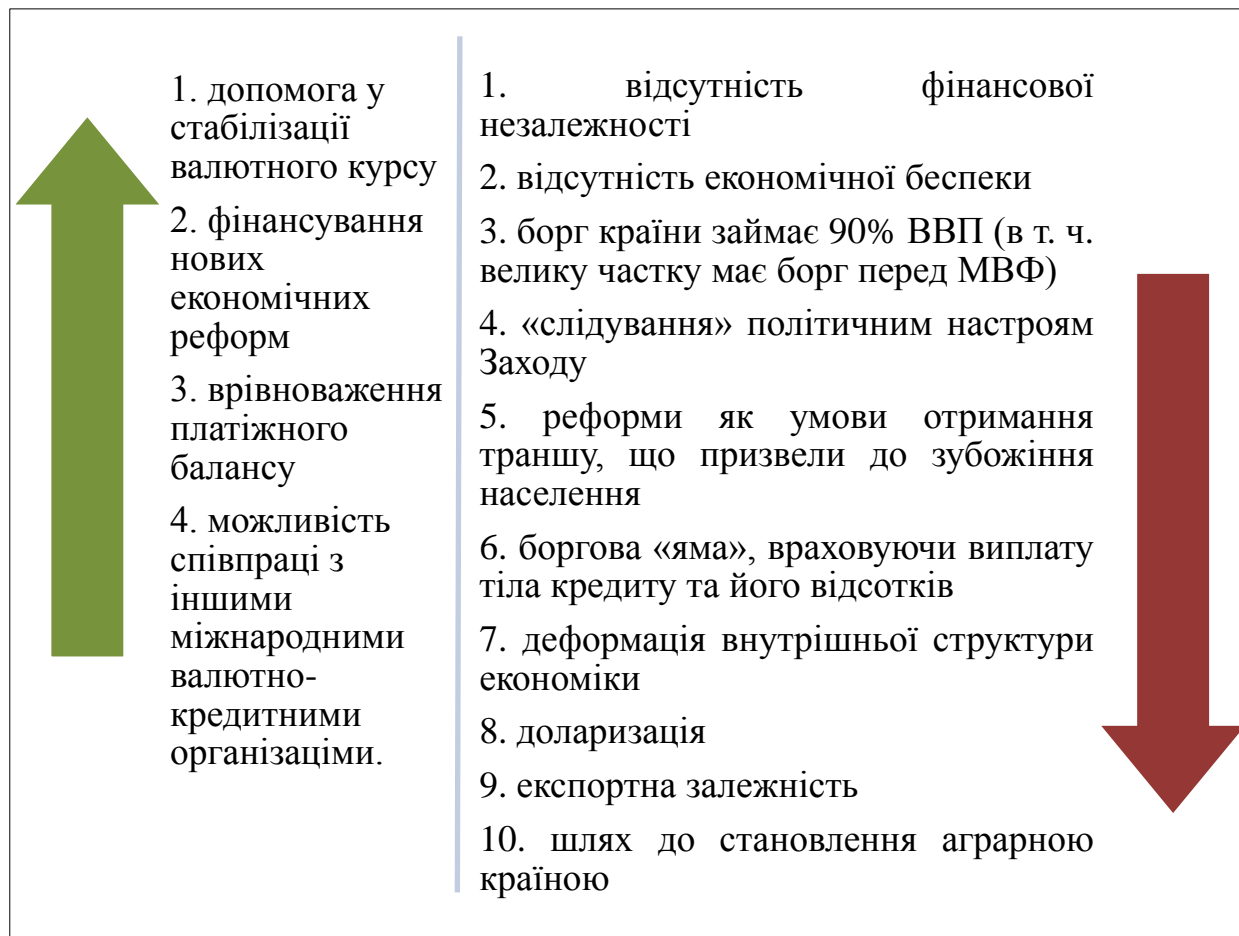 1. допомога у
стабілізації
валютного курсу
2. фінансування
нових
економічних
реформ
3. врівноваження
платіжного
балансу
4. можливість
співпраці з
іншими
міжнародними
валютно-
кредитними
організаціми.
1. відсутність фінансової
незалежності
2. відсутність економічної беспеки
3. борг країни займає 90% ВВП (в т. ч.
велику частку має борг перед МВФ)
4. «слідування» політичним настроям
Заходу
5. реформи як умови отримання
траншу, що призвели до зубожіння
населення
6. боргова «яма», враховуючи виплату
тіла кредиту та його відсотків
7. деформація внутрішньої структури
економіки
8. доларизація
9. експортна залежність
10. шлях до становлення аграрною
країною